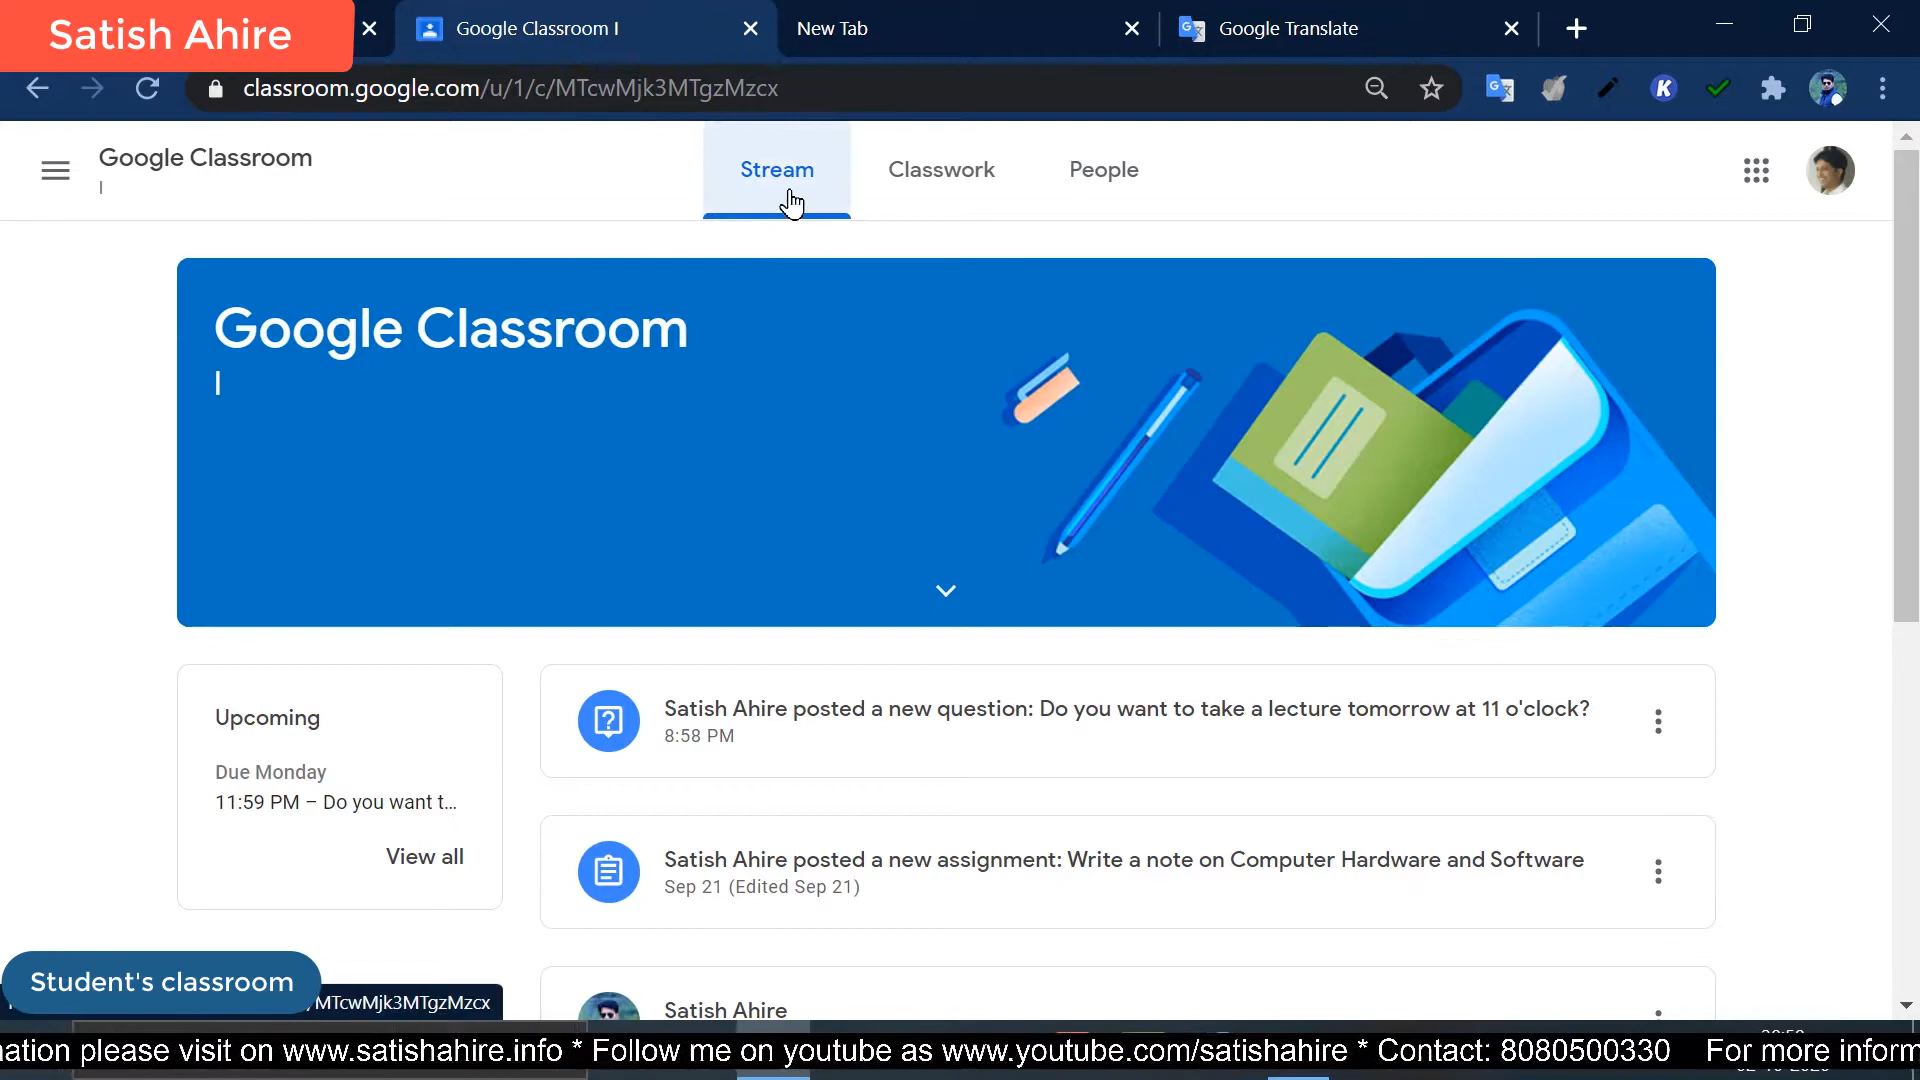 Satish Ahire
Google Classroom I
New Tab
Google Translate
classroom.google.com/u/1/c/MTcwMjk3MTgzMzcx
K
Google Classroom
I
Stream
Classwork
People
Google Classroom
I
Upcoming
Due Monday
11:59 PM – Do you want t...
View all
Satish Ahire posted a new question: Do you want to take a lecture tomorrow at 11 o'clock?
8:58 PM
Satish Ahire posted a new assignment: Write a note on Computer Hardware and Software
Sep 21 (Edited Sep 21)
Satish Ahire
Student's classroom
/MTcwMjk3MTgzMzcx
ation please visit on www.satishahire.info * Follow me on youtube as www.youtube.com/satishahire * Contact: 8080500330 For more inform